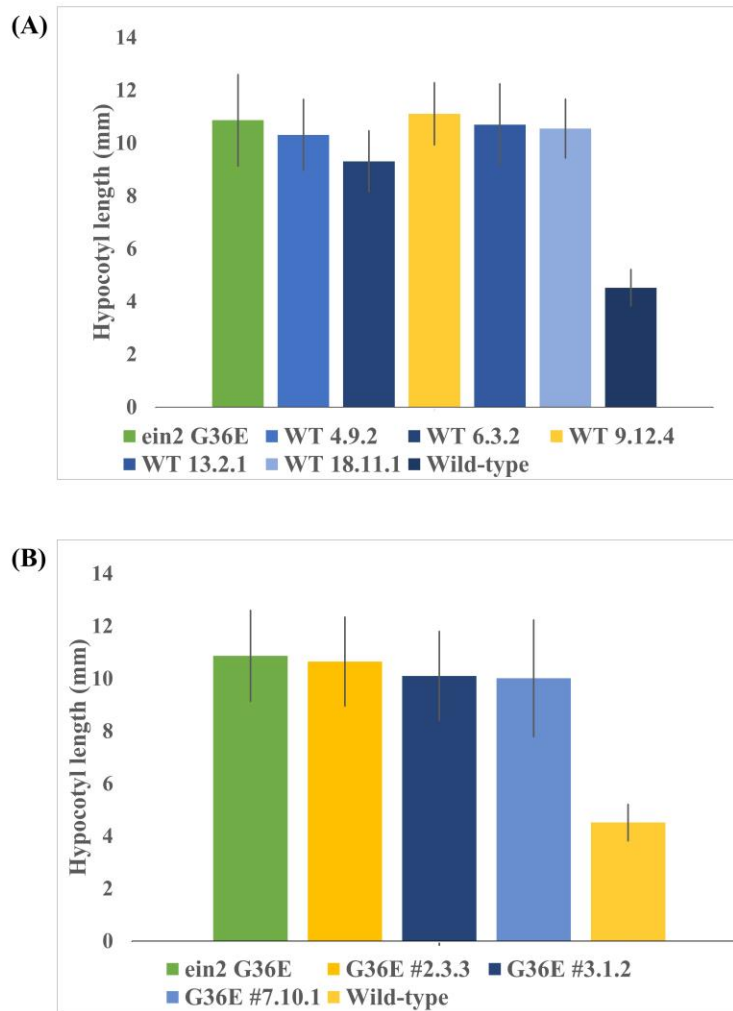 (A)
14
12
10
8
6
4
2
0
Hypocotyl length (mm)
ein2 G36E WT 4.9.2 WT 6.3.2 WT 9.12.4
WT 13.2.1 WT 18.11.1 Wild-type
(B)
14
12
10
8
6
4
2
0
Hypocotyl length (mm)
ein2 G36E G36E #2.3.3 G36E #3.1.2
G36E #7.10.1 Wild-type